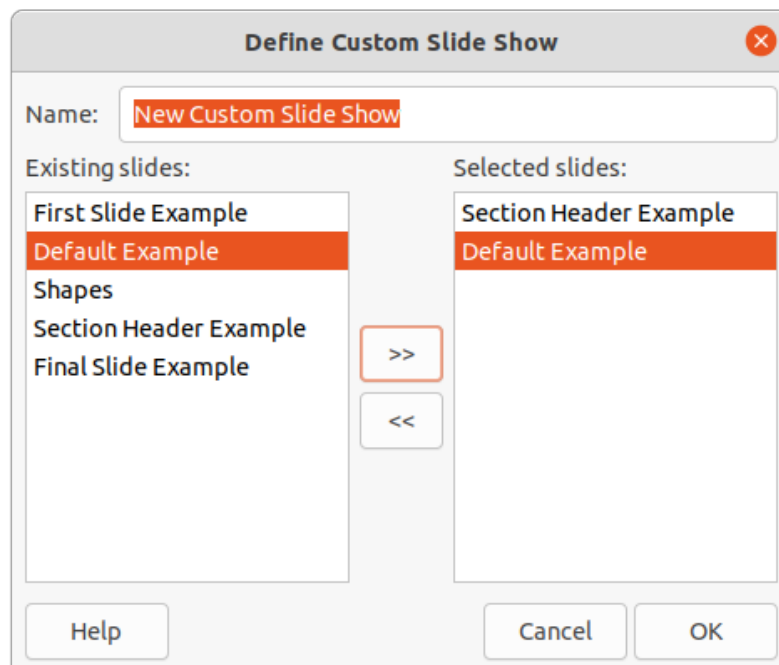 Define Custom Slide Show
Name: New Custom Slide Show
Existing slides:
First Slide Example
Default Example
Shapes
Section Header Example
Final Slide Example
>>
<<
Selected slides:
Section Header Example
Default Example
Help Cancel OK